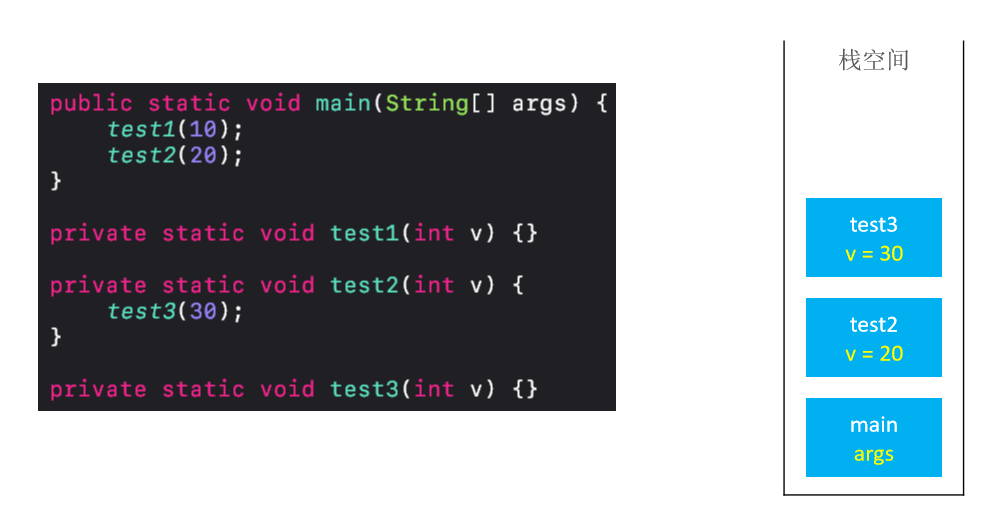 public static void main(String[] args) {
test1(10);
test2(20);
}
private static void test1(int v) {}
private static void test2(int v) {
test3(30);
}
private static void test3(int v) {}
栈空间
test3
v = 30
test2
v = 20
main
args